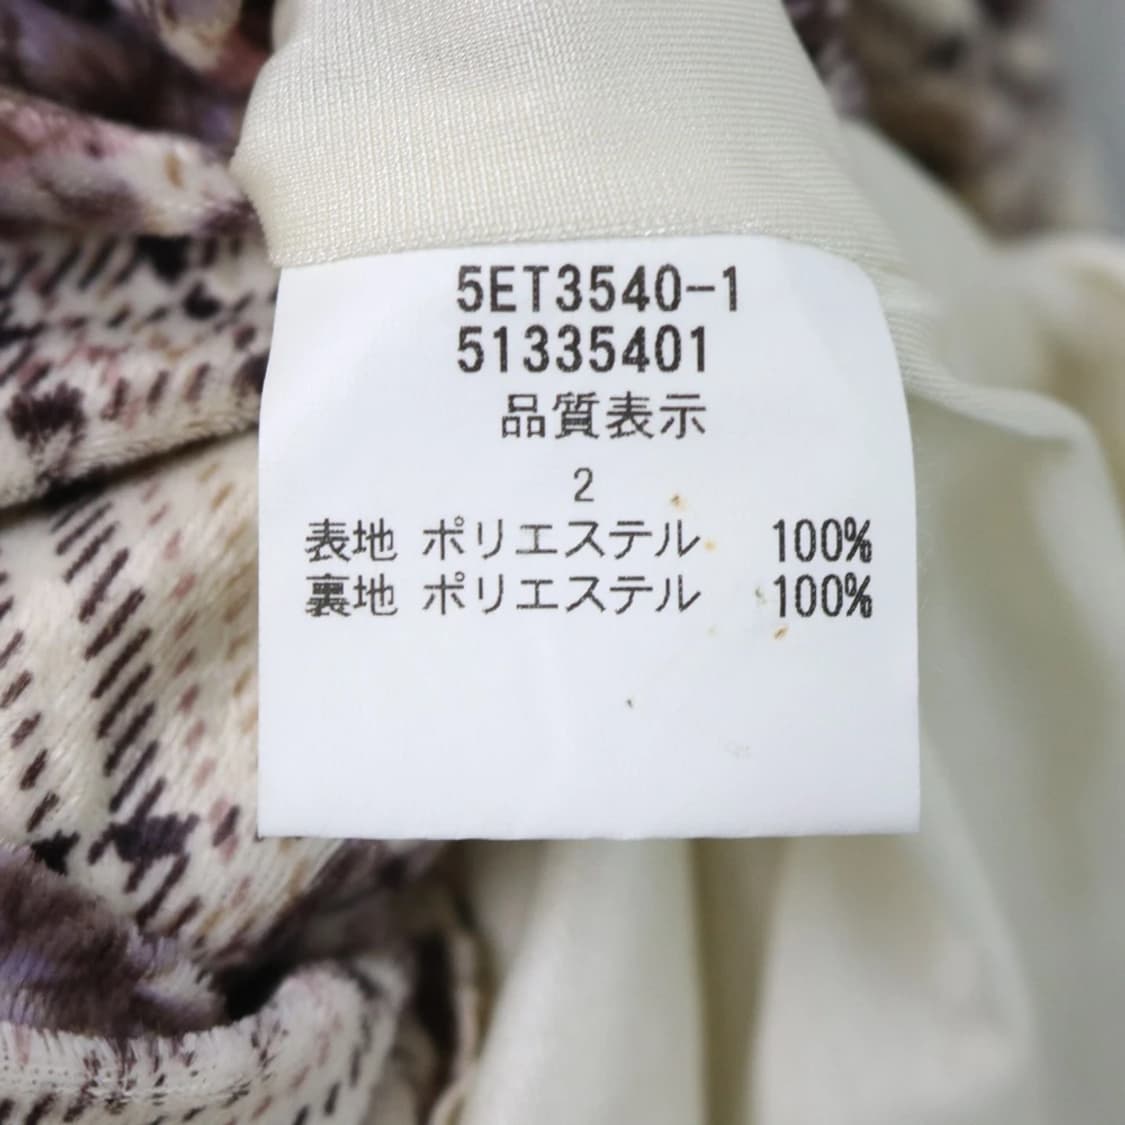 5ET3540-1
51335401
品質表示
2
表地 ポリエステル 100%
裏地 ポリエステル 100%